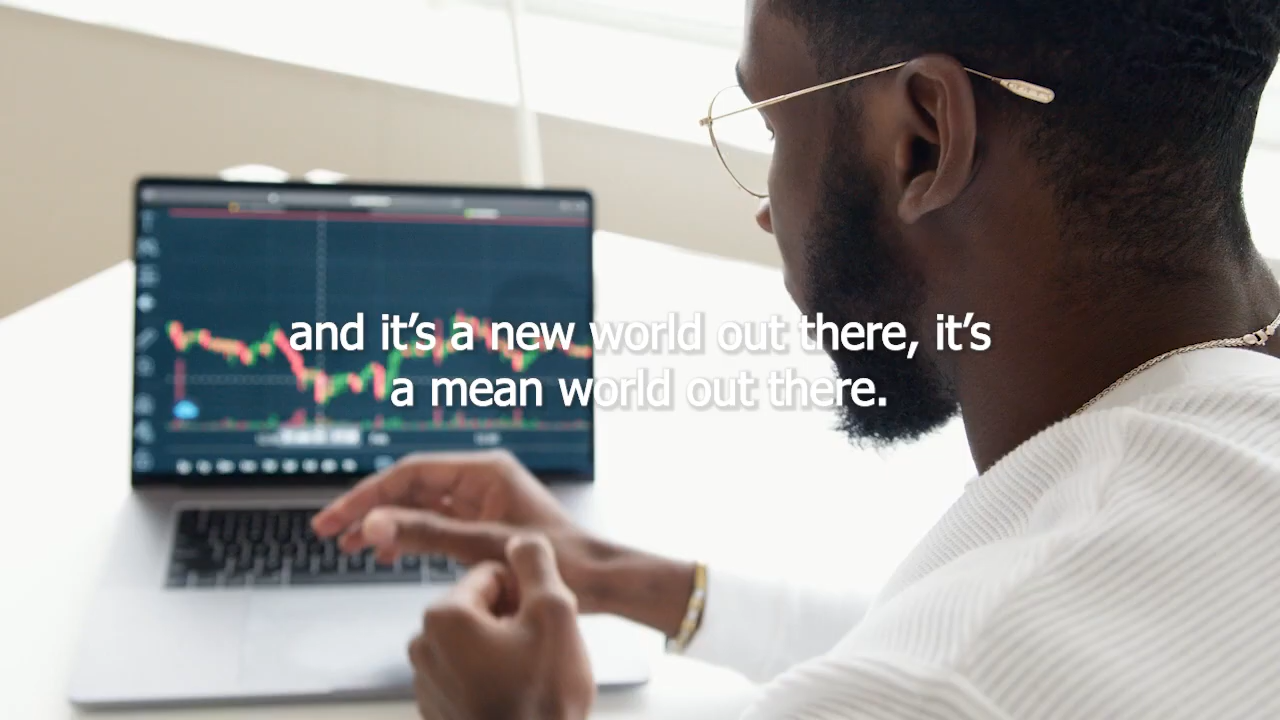 and it’s a new world out there, it’s
a mean world out there.